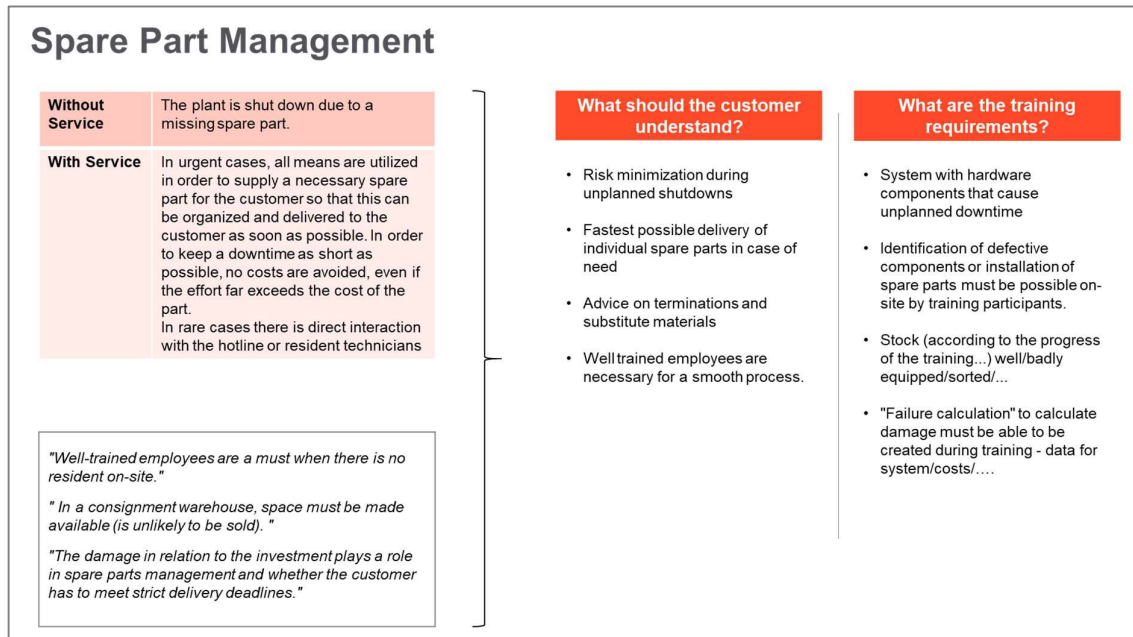 Spare Part Management
Without
Service
The plant is shut down due to a
missing spare part.
With Service
In urgent cases, all means are utilized
in order to supply a necessary spare
part for the customer so that this can
be organized and delivered to the
customer as soon as possible. In order
to keep a downtime as short as
possible, no costs are avoided, even if
the effort far exceeds the cost of the
part.
In rare cases there is direct interaction
with the hotline or resident technicians
"Well-trained employees are a must when there is no
resident on-site."
" In a consignment warehouse, space must be made
available (is unlikely to be sold). "
"The damage in relation to the investment plays a role
in spare parts management and whether the customer
has to meet strict delivery deadlines."
What should the customer
understand?
• Risk minimization during
unplanned shutdowns
• Fastest possible delivery of
individual spare parts in case of
need
• Advice on terminations and
substitute materials
• Well trained employees are
necessary for a smooth process.
What are the training
requirements?
• System with hardware
components that cause
unplanned downtime
• Identification of defective
components or installation of
spare parts must be possible on-
site by training participants.
• Stock (according to the progress
of the training...) well/badly
equipped/sorted/...
• "Failure calculation" to calculate
damage must be able to be
created during training - data for
system/costs/....